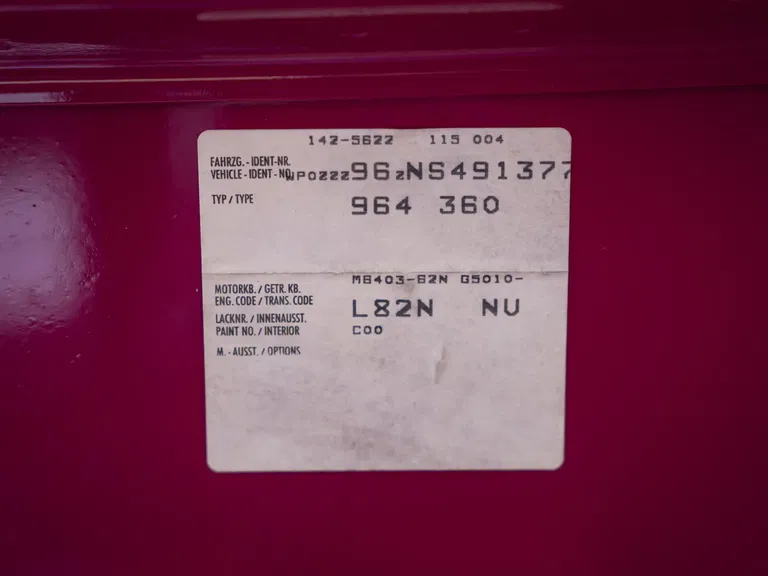 142-5622 115 004
FAHRZG. - IDENT-NR.
VEHICLE - IDENT - NO. WP0ZZZ96ZNS491377
TYP / TYPE 964 360
M6403-62N G5010-
MOTORKB. / GETR. KB.
ENG. CODE / TRANS. CODE L82N NU
LACKNR. / INNENAUSST.
PAINT NO. / INTERIOR C00
M. - AUSST. / OPTIONS